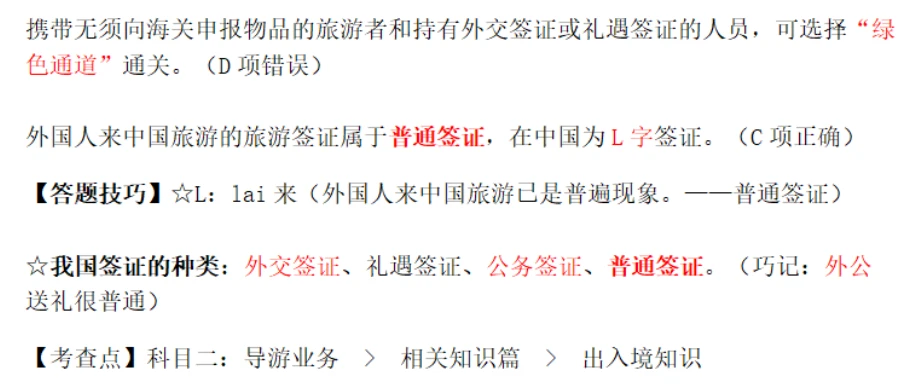 携带无须向海关申报物品的旅游者和持有外交签证或礼遇签证的人员，可选择“绿
色通道”通关。（D 项错误）
外国人来中国旅游的旅游签证属于普通签证，在中国为 L 字签证。（C 项正确）
【答题技巧】☆L：lai 来（外国人来中国旅游已是普遍现象。——普通签证）
☆我国签证的种类：外交签证、礼遇签证、公务签证、普通签证。（巧记：外公
送礼很普通）
【考查点】科目二：导游业务 > 相关知识篇 > 出入境知识